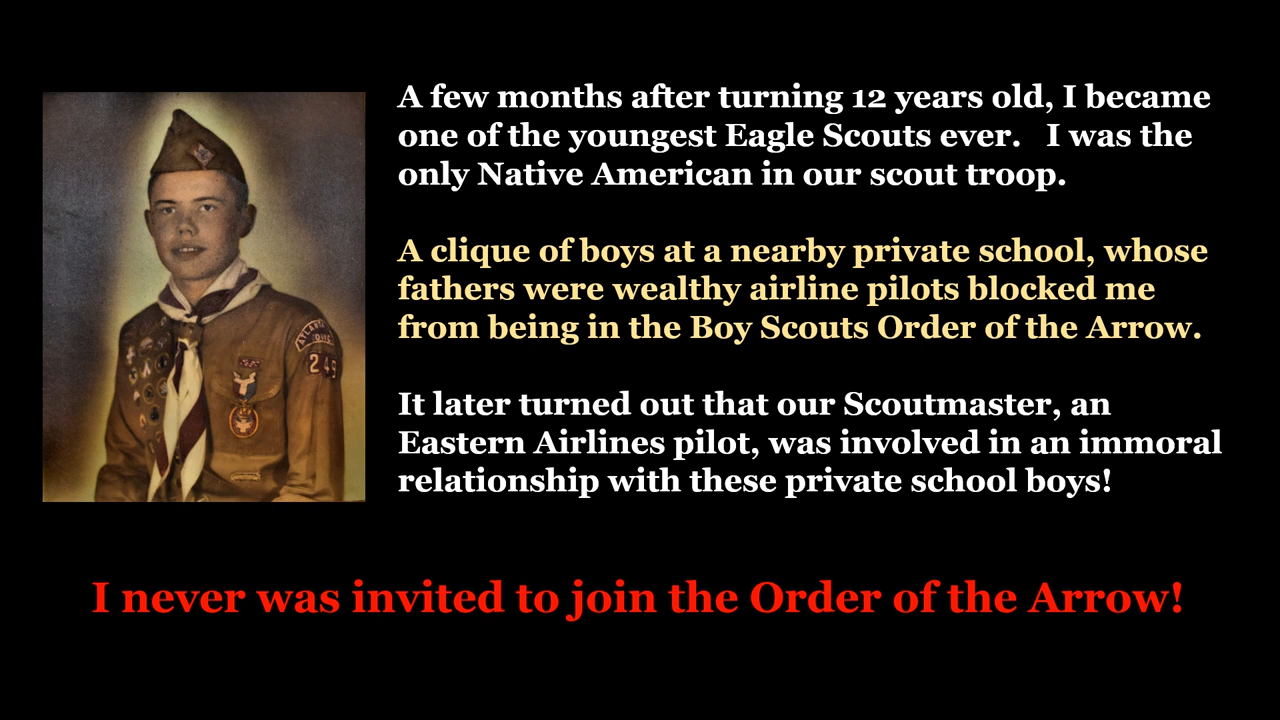 A few months after turning 12 years old, I became
one of the youngest Eagle Scouts ever.   I was the
only Native American in our scout troop.
A clique of boys at a nearby private school, whose
fathers were wealthy airline pilots blocked me
from being in the Boy Scouts Order of the Arrow.
It later turned out that our Scoutmaster, an
Eastern Airlines pilot, was involved in an immoral
relationship with these private school boys!
I never was invited to join the Order of the Arrow!
249